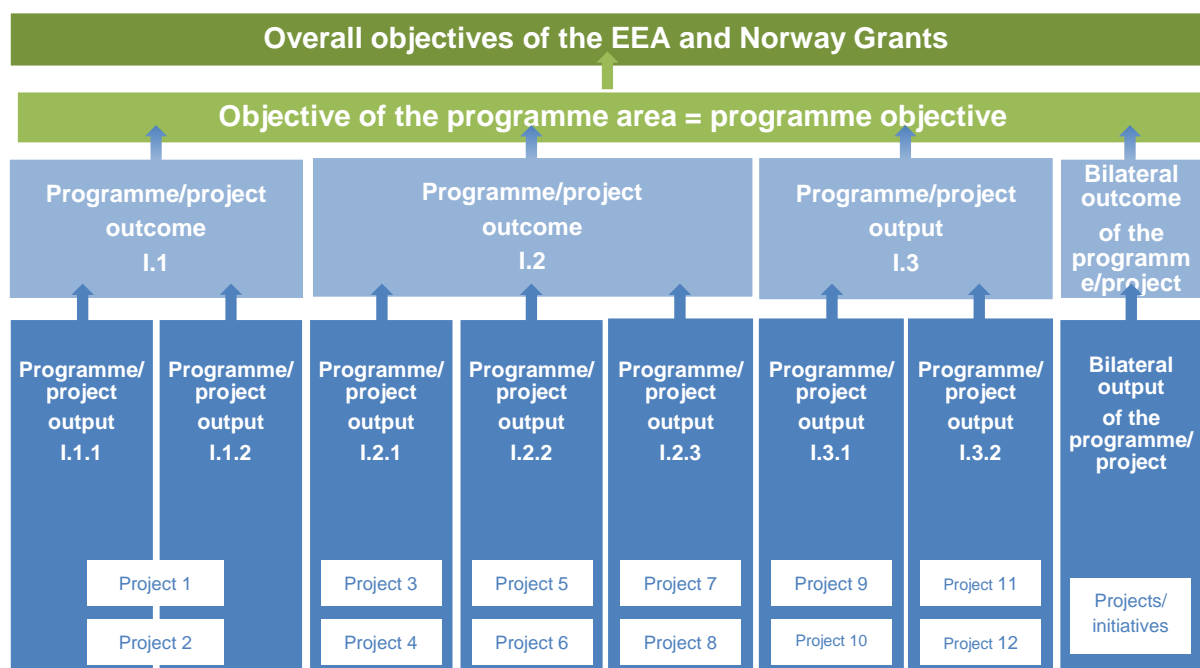 Overall objectives of the EEA and Norway Grants
Objective of the programme area = programme objective
Programme/project
outcome
I.1
Programme/project
outcome
I.2
Programme/project
output
I.3
Bilateral
outcome
of the
programm
e/project
Programme/
project
output
I.1.1
Programme/
project
output
I.1.2
Programme/
project
output
I.2.1
Programme/
project
output
I.2.2
Programme/
project
output
I.2.3
Programme/
project
output
I.3.1
Programme/
project
output
I.3.2
Bilateral
output
of the
programme/
project
Project 1
Project 2
Project 3
Project 4
Project 5
Project 6
Project 7
Project 8
Project 9
Project 10
Project 11
Project 12
Projects/
initiatives